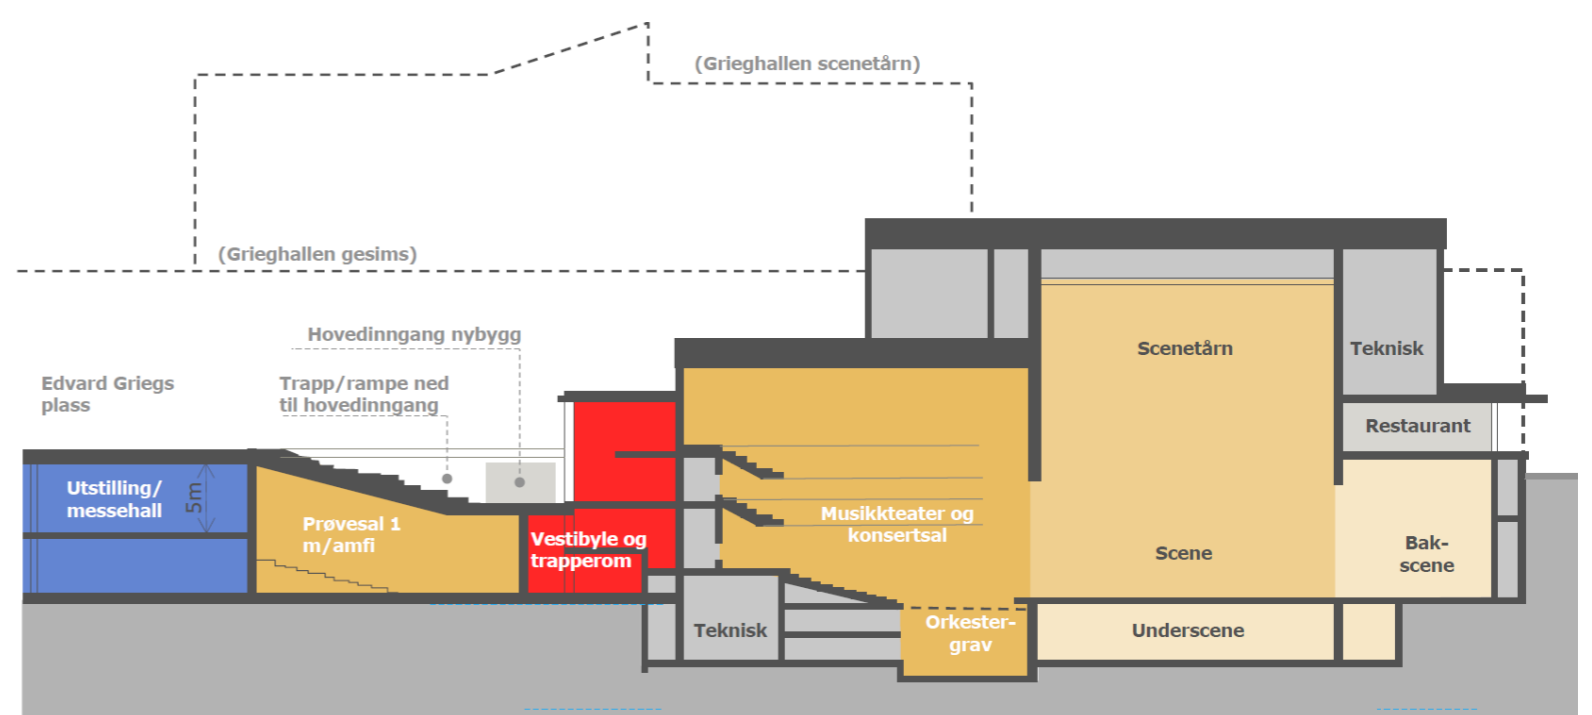 (Grieghallen scenetårn)
(Grieghallen gesims)
Hovedinngang nybygg
Edvard Griegs
plass
Trapp/rampe ned
til hovedinngang
Scenetårn
Teknisk
Restaurant
Utstilling/
messehall
5m
Prøvesal 1
m/amfi
Vestibyle og
trapperom
Musikkteater og
konsertsal
Scene
Bak-
scene
Teknisk
Orkester-
grav
Underscene